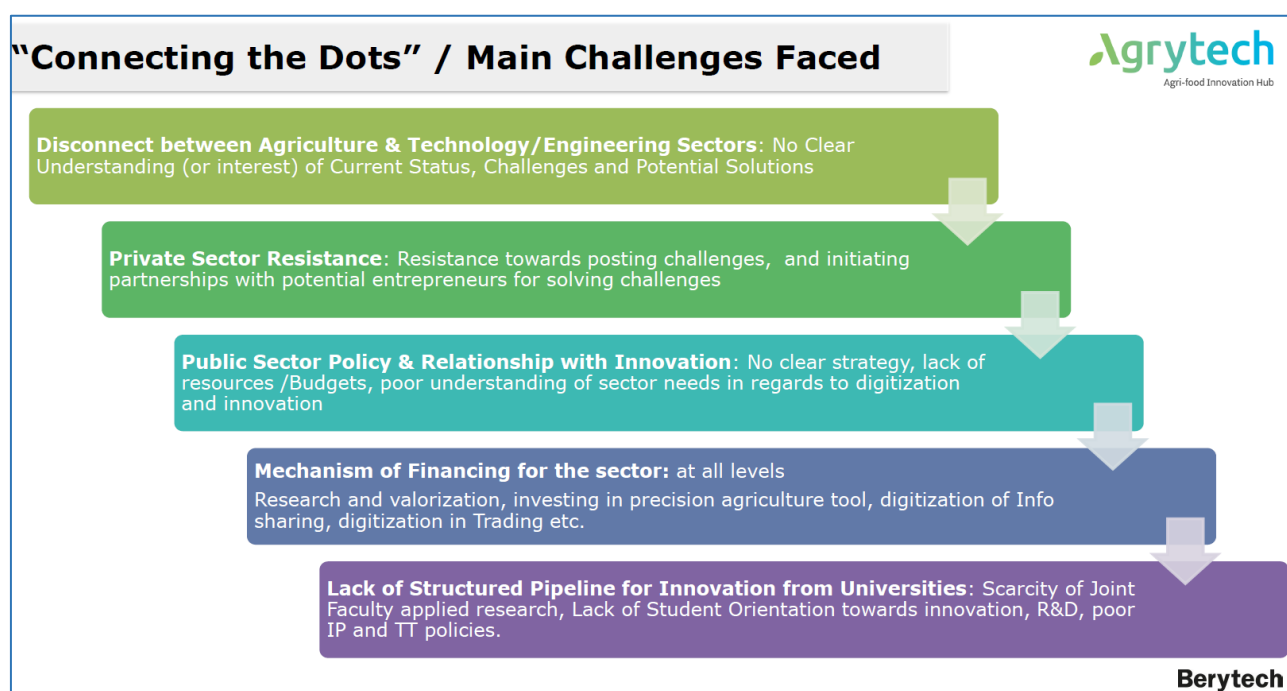 “Connecting the Dots” / Main Challenges Faced
Agrytech
Agri-food Innovation Hub
Disconnect between Agriculture & Technology/Engineering Sectors: No Clear
Understanding (or interest) of Current Status, Challenges and Potential Solutions
Private Sector Resistance: Resistance towards posting challenges, and initiating
partnerships with potential entrepreneurs for solving challenges
Public Sector Policy & Relationship with Innovation: No clear strategy, lack of
resources /Budgets, poor understanding of sector needs in regards to digitization
and innovation
Mechanism of Financing for the sector: at all levels
Research and valorization, investing in precision agriculture tool, digitization of Info
sharing, digitization in Trading etc.
Lack of Structured Pipeline for Innovation from Universities: Scarcity of Joint
Faculty applied research, Lack of Student Orientation towards innovation, R&D, poor
IP and TT policies.
Berytech